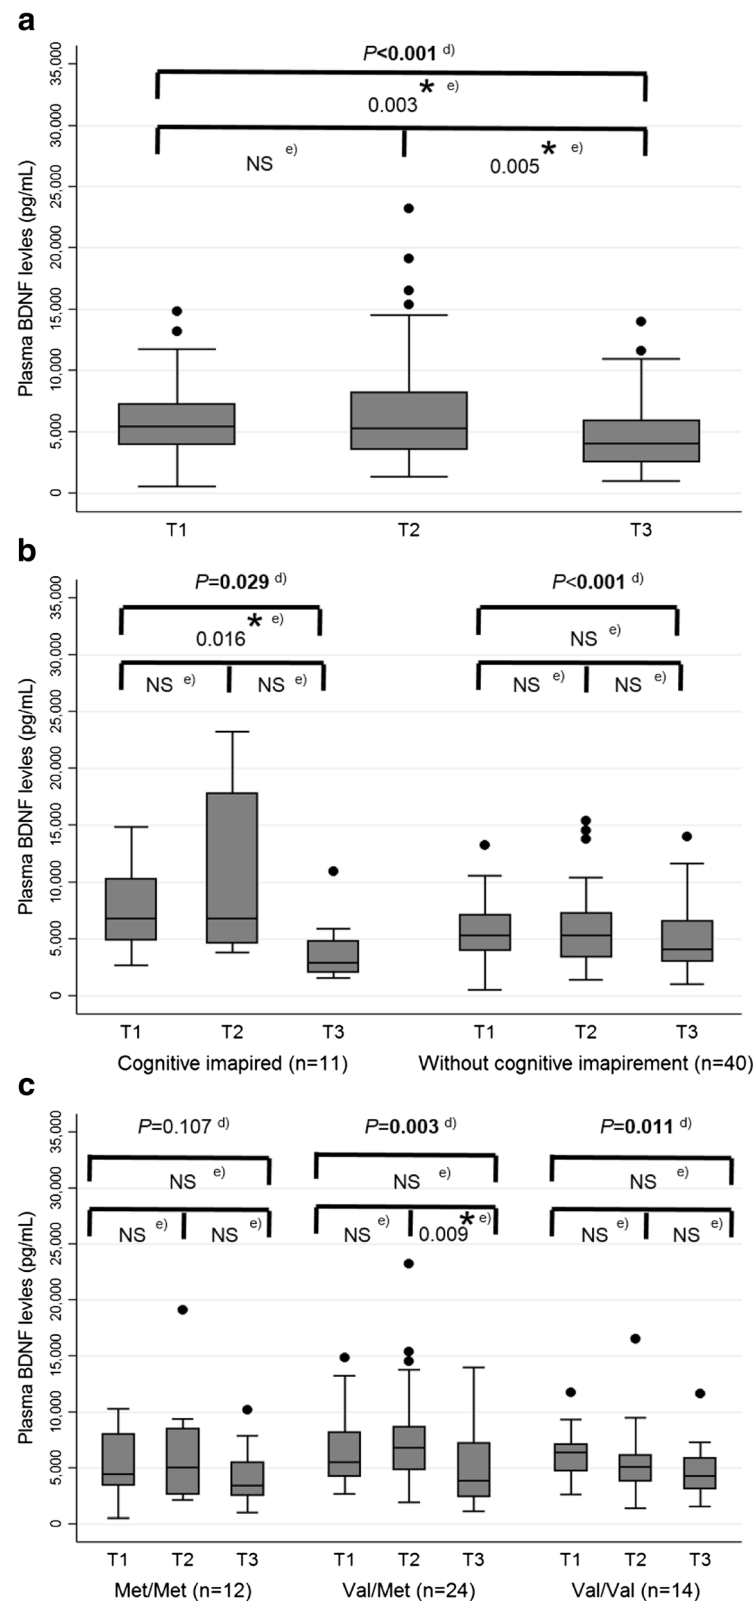 a
P<0.001 d)
* e)
0.003
NS e)
* e)
0.005
Plasma BDNF levles (pg/mL)
35,000
30,000
25,000
20,000
15,000
10,000
5,000
0
T1 T2 T3
b
P=0.029 d) P<0.001 d)
* e)
0.016 NS e)
NS e) NS e) NS e) NS e)
Plasma BDNF levles (pg/mL)
35,000
30,000
25,000
20,000
15,000
10,000
5,000
0
T1 T2 T3 T1 T2 T3
Cognitive imapired (n=11) Without cognitive imapirement (n=40)
c
P=0.107 d) P=0.003 d) P=0.011 d)
NS e) NS e) NS e)
NS e) NS e) NS e) 0.009 * e) NS e) NS e)
Plasma BDNF levles (pg/mL)
35,000
30,000
25,000
20,000
15,000
10,000
5,000
0
T1 T2 T3 T1 T2 T3 T1 T2 T3
Met/Met (n=12) Val/Met (n=24) Val/Val (n=14)